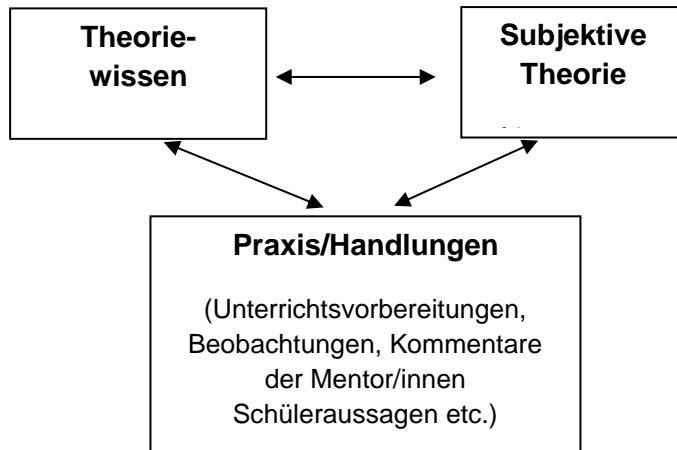 Theorie-
wissen
Subjektive
Theorie
Praxis/Handlungen
(Unterrichtsvorbereitungen,
Beobachtungen, Kommentare
der Mentor/innen
Schüleraussagen etc.)